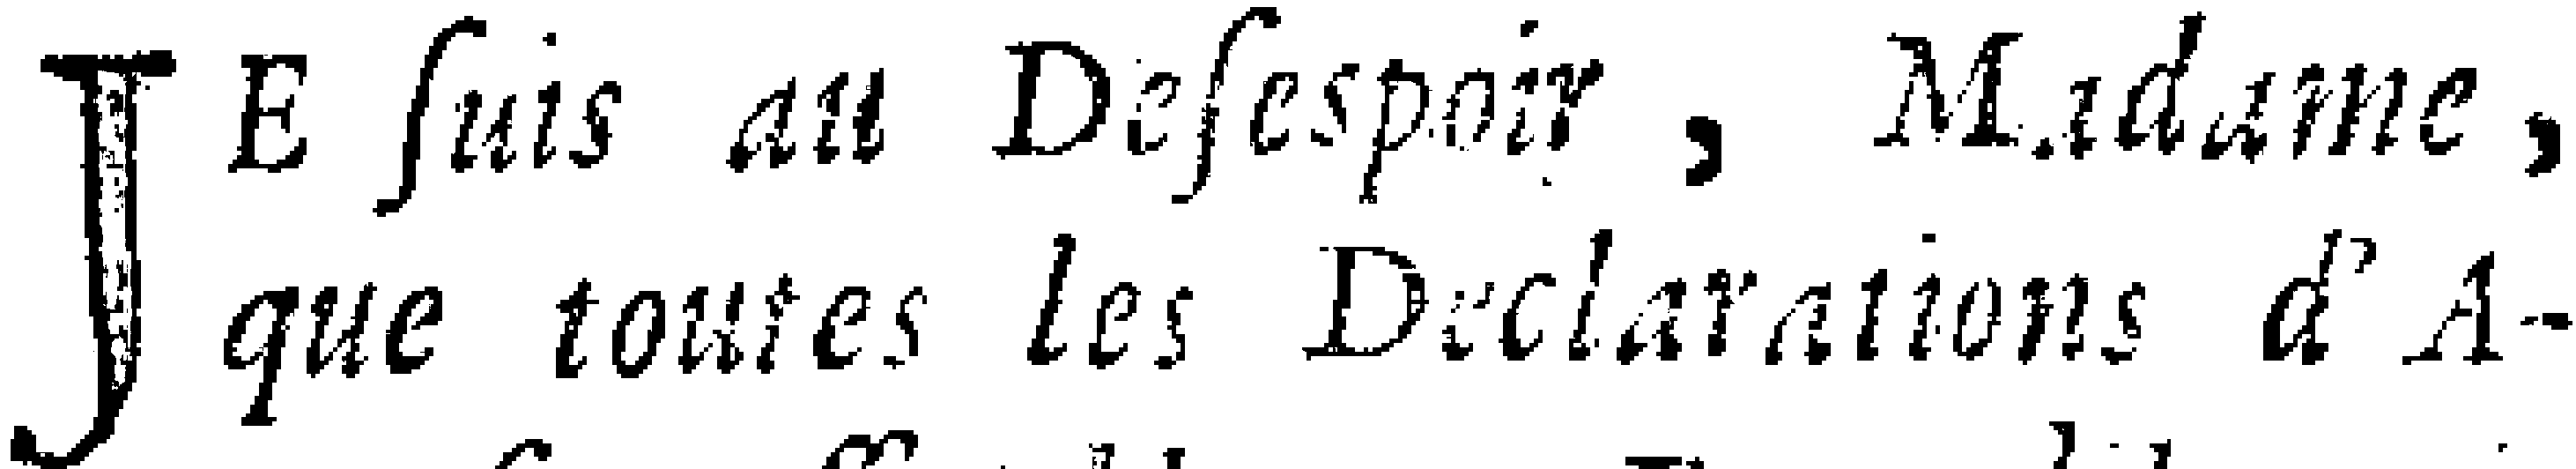 JE ſuis au Deſespoir, Madame,
que toutes les Declarations d'A-